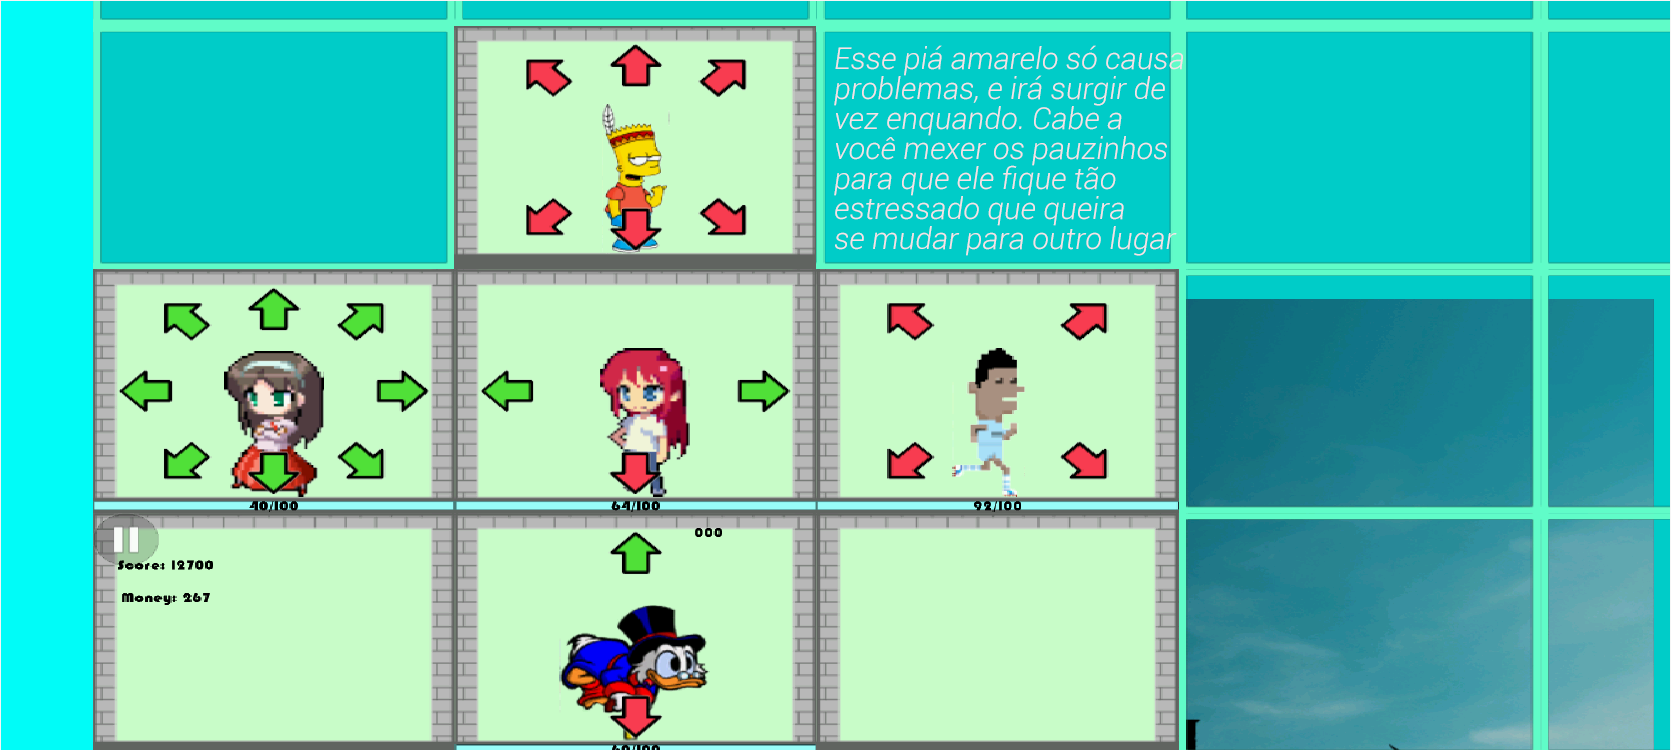 Esse piá amarelo só causa
problemas, e irá surgir de
vez enquando. Cabe a
você mexer os pauzinhos
para que ele fique tão
estressado que queira
se mudar para outro lugar
40/100
64/100
92/100
000
Score: 12700
Money: 267
60/100